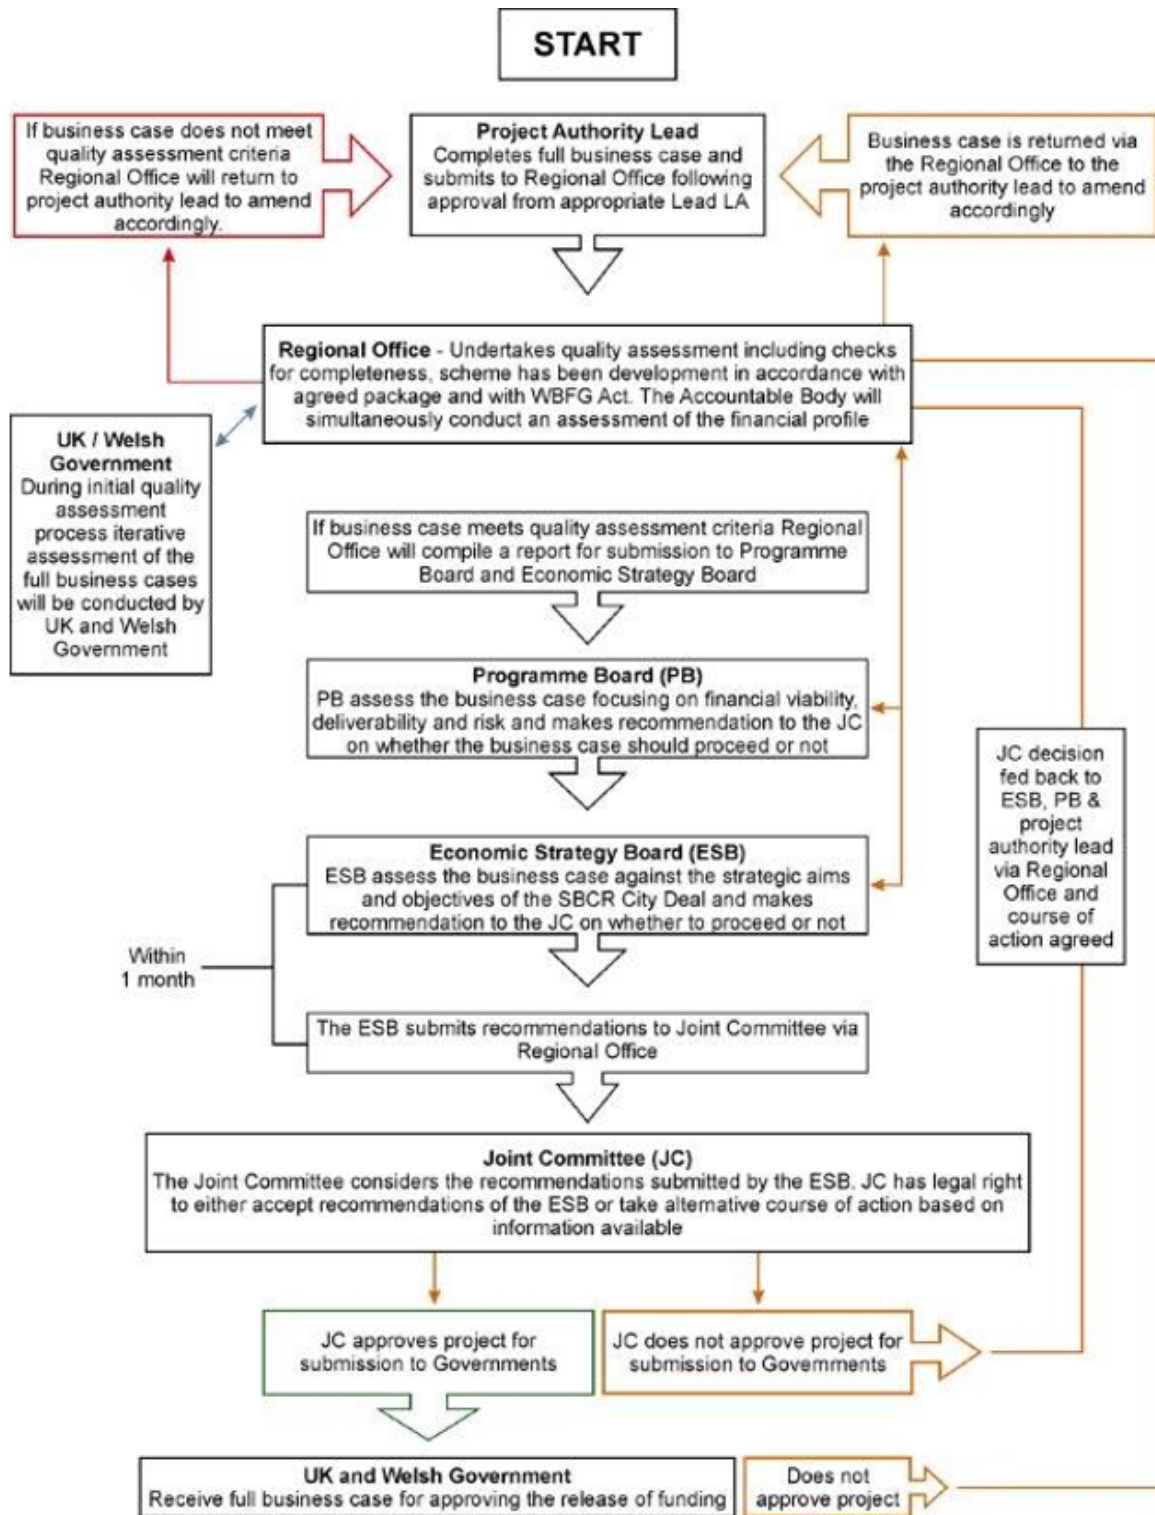 START
If business case does not meet
quality assessment criteria
Regional Office will return to
project authority lead to amend
accordingly.
Project Authority Lead
Completes full business case and
submits to Regional Office following
approval from appropriate Lead LA
Business case is returned via
the Regional Office to the
project authority lead to amend
accordingly
Regional Office - Undertakes quality assessment including checks
for completeness, scheme has been development in accordance with
agreed package and with WBFG Act. The Accountable Body will
simultaneously conduct an assessment of the financial profile
UK / Welsh
Government
During initial quality
assessment
process iterative
assessment of the
full business cases
will be conducted by
UK and Welsh
Government
If business case meets quality assessment criteria Regional
Office will compile a report for submission to Programme
Board and Economic Strategy Board
Programme Board (PB)
PB assess the business case focusing on financial viability,
deliverability and risk and makes recommendation to the JC
on whether the business case should proceed or not
Economic Strategy Board (ESB)
ESB assess the business case against the strategic aims
and objectives of the SBCR City Deal and makes
recommendation to the JC on whether to proceed or not
JC decision
fed back to
ESB, PB &
project
authority lead
via Regional
Office and
course of
action agreed
Within
1 month
The ESB submits recommendations to Joint Committee via
Regional Office
Joint Committee (JC)
The Joint Committee considers the recommendations submitted by the ESB. JC has legal right
to either accept recommendations of the ESB or take alternative course of action based on
information available
JC approves project for
submission to Governments
JC does not approve project for
submission to Governments
UK and Welsh Government
Receive full business case for approving the release of funding
Does not
approve project